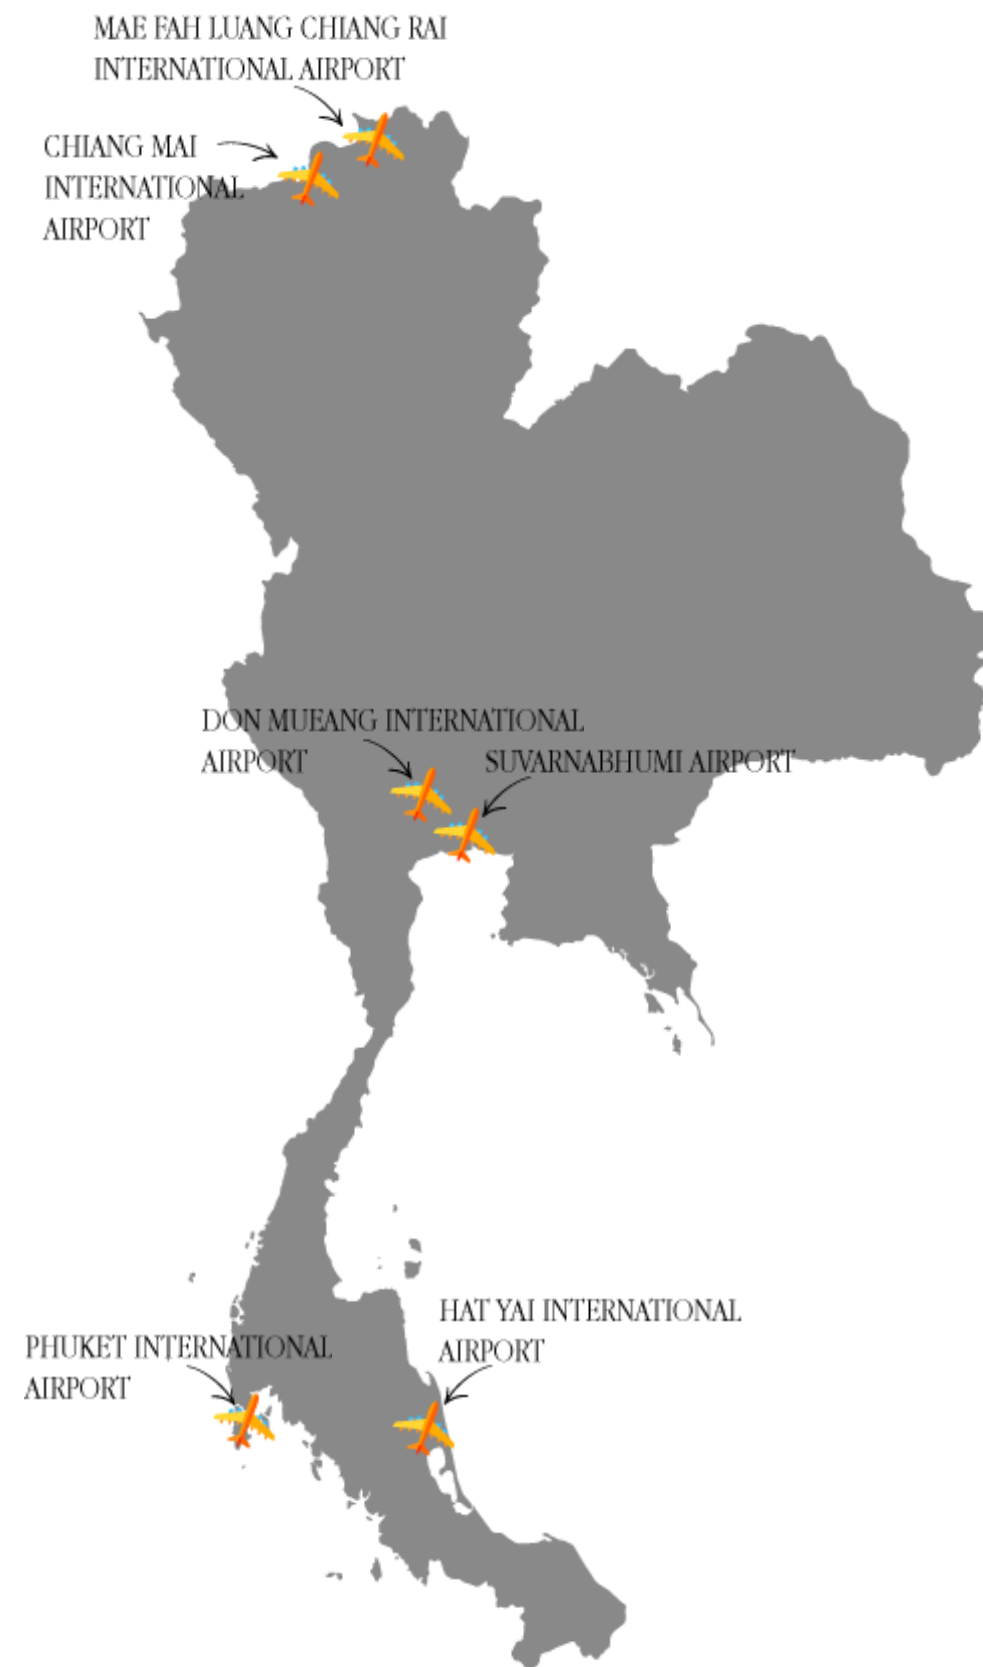 MAE FAH LUANG CHIANG RAI
INTERNATIONAL AIRPORT
CHIANG MAI
INTERNATIONAL
AIRPORT
DON MUEANG INTERNATIONAL
AIRPORT
SUVARNABHUMI AIRPORT
HAT YAI INTERNATIONAL
AIRPORT
PHUKET INTERNATIONAL
AIRPORT